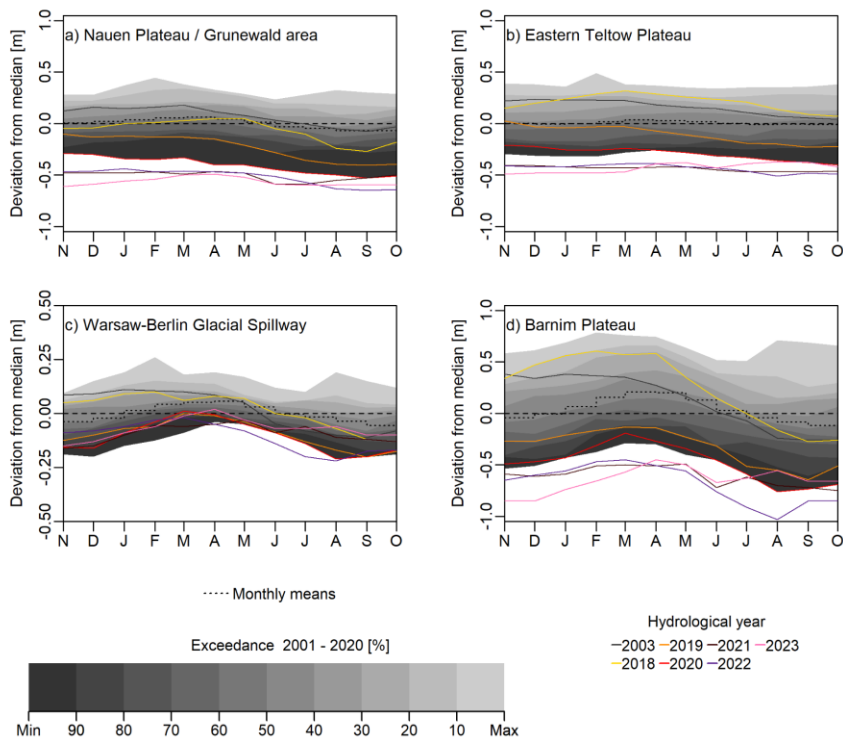 a) Nauen Plateau / Grunewald area
Deviation from median [m]
1.0
0.5
0.0
-0.5
-1.0
N D J F M A M J J A S O
b) Eastern Teltow Plateau
Deviation from median [m]
1.0
0.5
0.0
-0.5
-1.0
N D J F M A M J J A S O
c) Warsaw-Berlin Glacial Spillway
Deviation from median [m]
0.50
0.25
0.00
-0.25
-0.50
N D J F M A M J J A S O
d) Barnim Plateau
Deviation from median [m]
1.0
0.5
0.0
-0.5
-1.0
N D J F M A M J J A S O
Monthly means
Exceedance 2001 - 2020 [%]
Min 90 80 70 60 50 40 30 20 10 Max
Hydrological year
2003 2019 2021 2023
2018 2020 2022